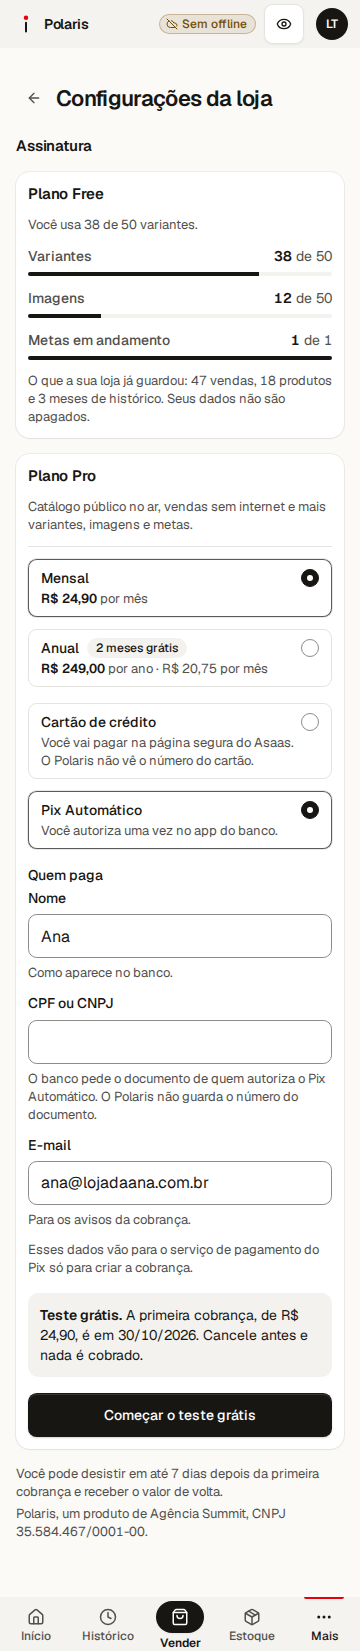 Polaris
Sem offline
LT
Configurações da loja
Assinatura
Plano Free
Você usa 38 de 50 variantes.
Variantes 38 de 50
Imagens 12 de 50
Metas em andamento 1 de 1
O que a sua loja já guardou: 47 vendas, 18 produtos
e 3 meses de histórico. Seus dados não são
apagados.
Plano Pro
Catálogo público no ar, vendas sem internet e mais
variantes, imagens e metas.
Mensal
R$ 24,90 por mês
Anual 2 meses grátis
R$ 249,00 por ano · R$ 20,75 por mês
Cartão de crédito
Você vai pagar na página segura do Asaas.
O Polaris não vê o número do cartão.
Pix Automático
Você autoriza uma vez no app do banco.
Quem paga
Nome
Ana
Como aparece no banco.
CPF ou CNPJ
O banco pede o documento de quem autoriza o Pix
Automático. O Polaris não guarda o número do
documento.
E-mail
ana@lojadaana.com.br
Para os avisos da cobrança.
Esses dados vão para o serviço de pagamento do
Pix só para criar a cobrança.
Teste grátis. A primeira cobrança, de R$
24,90, é em 30/10/2026. Cancele antes e
nada é cobrado.
Começar o teste grátis
Você pode desistir em até 7 dias depois da primeira
cobrança e receber o valor de volta.
Polaris, um produto de Agência Summit, CNPJ
35.584.467/0001-00.
Início
Histórico
Vender
Estoque
Mais